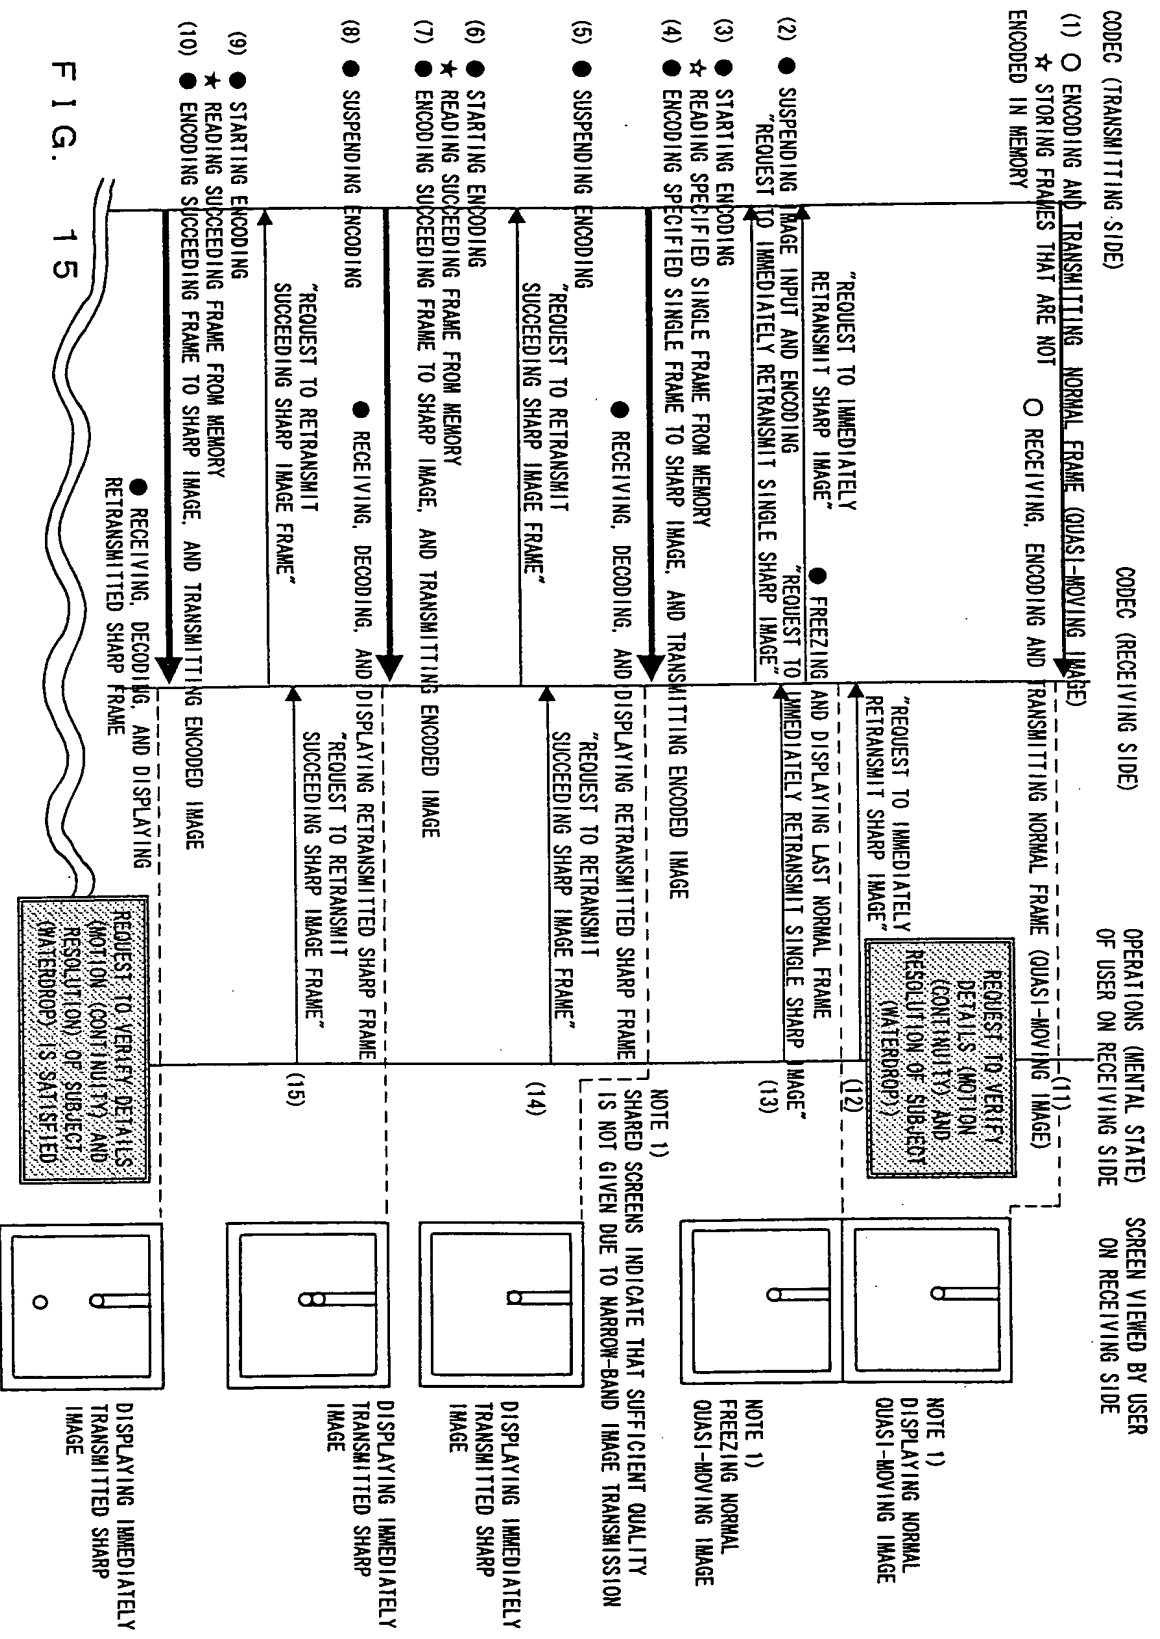 CODEC (TRANSMITTING SIDE)
CODEC (RECEIVING SIDE)
OPERATIONS (MENTAL STATE)
OF USER ON RECEIVING SIDE
SCREEN VIEWED BY USER
ON RECEIVING SIDE
(1) ○ ENCODING AND TRANSMITTING NORMAL FRAME (QUASI-MOVING IMAGE)
☆ STORING FRAMES THAT ARE NOT
ENCODED IN MEMORY
○ RECEIVING, ENCODING AND TRANSMITTING NORMAL FRAME (QUASI-MOVING IMAGE)
(11)
REQUEST TO VERIFY
DETAILS (MOTION
(CONTINUITY) AND
RESOLUTION OF SUBJECT
(WATERDROP))
NOTE 1)
DISPLAYING NORMAL
QUASI-MOVING IMAGE
"REQUEST TO IMMEDIATELY
RETRANSMIT SHARP IMAGE"
(12)
"REQUEST TO IMMEDIATELY
RETRANSMIT SHARP IMAGE"
● FREEZING AND DISPLAYING LAST NORMAL FRAME
(2) ● SUSPENDING IMAGE INPUT AND ENCODING
"REQUEST TO IMMEDIATELY RETRANSMIT SINGLE SHARP IMAGE"
"REQUEST TO IMMEDIATELY RETRANSMIT SINGLE SHARP IMAGE"
(13)
NOTE 1)
FREEZING NORMAL
QUASI-MOVING IMAGE
(3) ● STARTING ENCODING
☆ READING SPECIFIED SINGLE FRAME FROM MEMORY
(4) ● ENCODING SPECIFIED SINGLE FRAME TO SHARP IMAGE, AND TRANSMITTING ENCODED IMAGE
NOTE 1)
SHARED SCREENS INDICATE THAT SUFFICIENT QUALITY
IS NOT GIVEN DUE TO NARROW-BAND IMAGE TRANSMISSION
● RECEIVING, DECODING, AND DISPLAYING RETRANSMITTED SHARP FRAME
(5) ● SUSPENDING ENCODING
"REQUEST TO RETRANSMIT
SUCCEEDING SHARP IMAGE FRAME"
"REQUEST TO RETRANSMIT
SUCCEEDING SHARP IMAGE FRAME"
(14)
DISPLAYING IMMEDIATELY
TRANSMITTED SHARP
IMAGE
(6) ● STARTING ENCODING
★ READING SUCCEEDING FRAME FROM MEMORY
(7) ● ENCODING SUCCEEDING FRAME TO SHARP IMAGE, AND TRANSMITTING ENCODED IMAGE
● RECEIVING, DECODING, AND DISPLAYING RETRANSMITTED SHARP FRAME
(8) ● SUSPENDING ENCODING
"REQUEST TO RETRANSMIT
SUCCEEDING SHARP IMAGE FRAME"
"REQUEST TO RETRANSMIT
SUCCEEDING SHARP IMAGE FRAME"
(15)
DISPLAYING IMMEDIATELY
TRANSMITTED SHARP
IMAGE
(9) ● STARTING ENCODING
★ READING SUCCEEDING FRAME FROM MEMORY
(10) ● ENCODING SUCCEEDING FRAME TO SHARP IMAGE, AND TRANSMITTING ENCODED IMAGE
● RECEIVING, DECODING, AND DISPLAYING
RETRANSMITTED SHARP FRAME
REQUEST TO VERIFY DETAILS
(MOTION (CONTINUITY) AND
RESOLUTION) OF SUBJECT
(WATERDROP) IS SATISFIED
DISPLAYING IMMEDIATELY
TRANSMITTED SHARP
IMAGE
FIG. 15